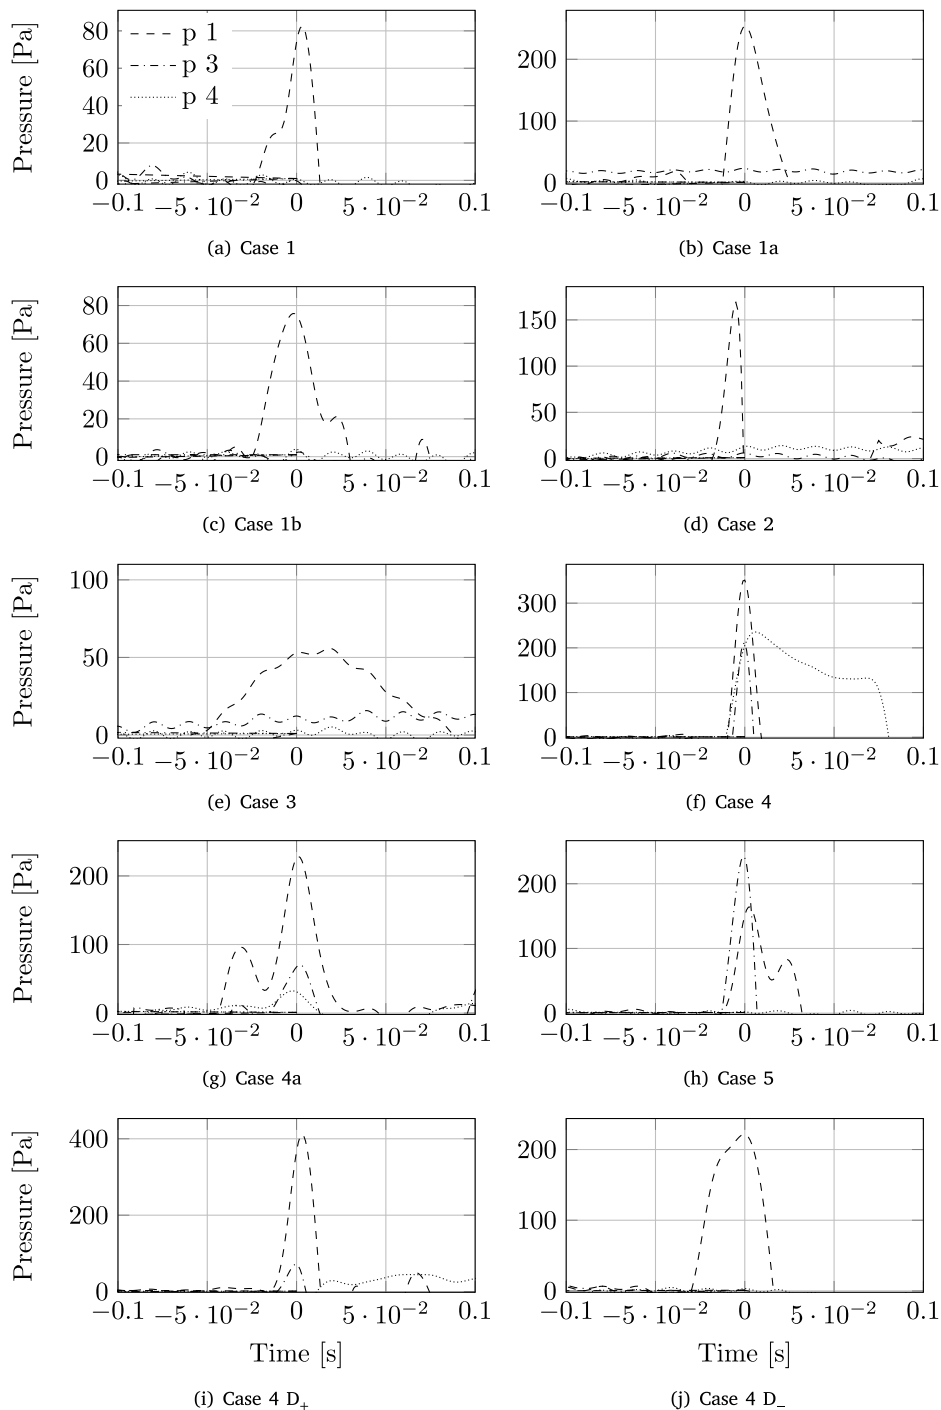 Pressure [Pa]
80
60
40
20
0
p 1
p 3
p 4
−0.1 −5 · 10−2 0 5 · 10−2 0.1
(a) Case 1
200
100
0
−0.1 −5 · 10−2 0 5 · 10−2 0.1
(b) Case 1a
Pressure [Pa]
80
60
40
20
0
−0.1 −5 · 10−2 0 5 · 10−2 0.1
(c) Case 1b
150
100
50
0
−0.1 −5 · 10−2 0 5 · 10−2 0.1
(d) Case 2
Pressure [Pa]
100
50
0
−0.1 −5 · 10−2 0 5 · 10−2 0.1
(e) Case 3
300
200
100
0
−0.1 −5 · 10−2 0 5 · 10−2 0.1
(f) Case 4
Pressure [Pa]
200
100
0
−0.1 −5 · 10−2 0 5 · 10−2 0.1
(g) Case 4a
200
100
0
−0.1 −5 · 10−2 0 5 · 10−2 0.1
(h) Case 5
Pressure [Pa]
400
200
0
−0.1 −5 · 10−2 0 5 · 10−2 0.1
Time [s]
(i) Case 4 D+
200
100
0
−0.1 −5 · 10−2 0 5 · 10−2 0.1
Time [s]
(j) Case 4 D−